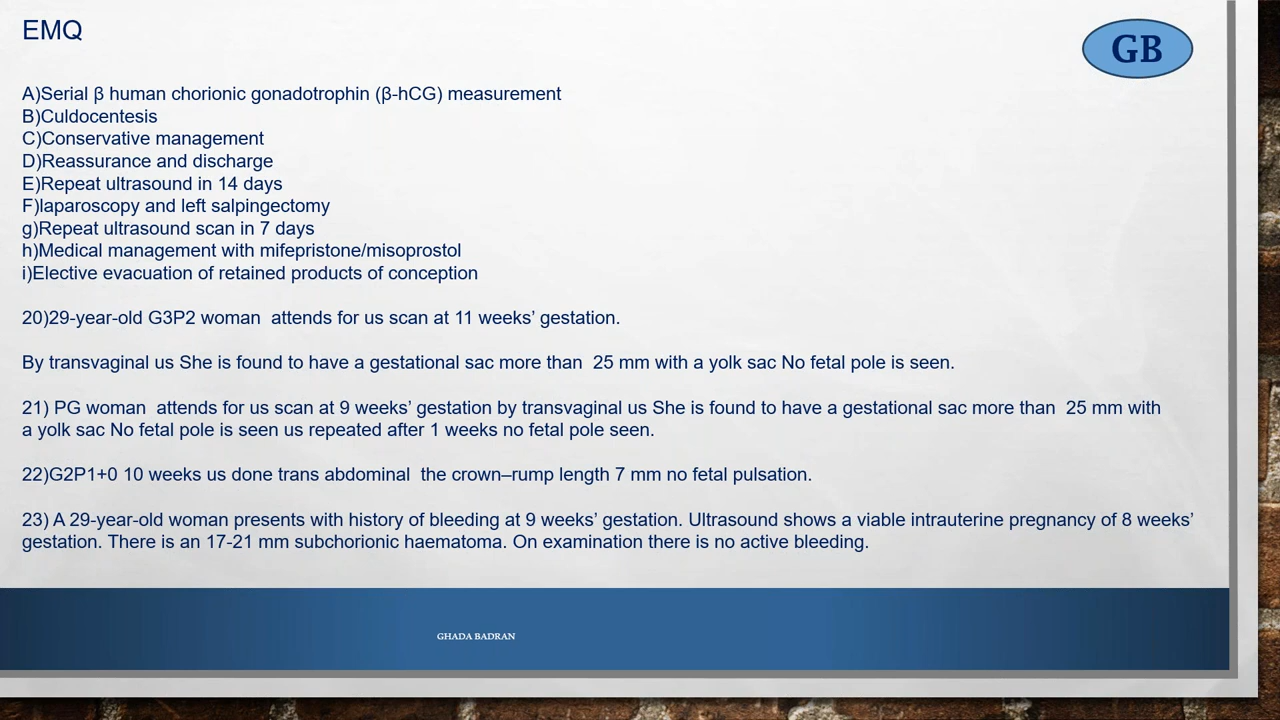 EMQ
GB
A)Serial β human chorionic gonadotrophin (β-hCG) measurement
B)Culdocentesis
C)Conservative management
D)Reassurance and discharge
E)Repeat ultrasound in 14 days
F)laparoscopy and left salpingectomy
g)Repeat ultrasound scan in 7 days
h)Medical management with mifepristone/misoprostol
i)Elective evacuation of retained products of conception
20)29-year-old G3P2 woman  attends for us scan at 11 weeks’ gestation.
By transvaginal us She is found to have a gestational sac more than  25 mm with a yolk sac No fetal pole is seen.
21) PG woman  attends for us scan at 9 weeks’ gestation by transvaginal us She is found to have a gestational sac more than  25 mm with
a yolk sac No fetal pole is seen us repeated after 1 weeks no fetal pole seen.
22)G2P1+0 10 weeks us done trans abdominal  the crown–rump length 7 mm no fetal pulsation.
23) A 29-year-old woman presents with history of bleeding at 9 weeks’ gestation. Ultrasound shows a viable intrauterine pregnancy of 8 weeks’
gestation. There is an 17-21 mm subchorionic haematoma. On examination there is no active bleeding.
GHADA BADRAN